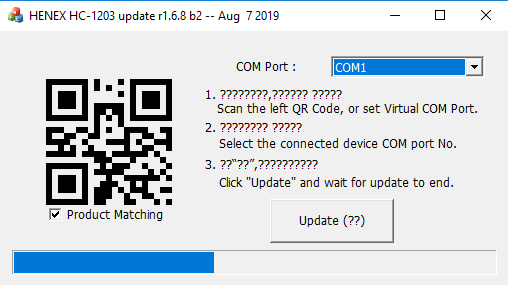 HENEX HC-1203 update r1.6.8 b2 -- Aug  7 2019
COM Port :
COM1
1. ????????,?????? ?????
Scan the left QR Code, or set Virtual COM Port.
2. ???????? ?????
Select the connected device COM port No.
3. ??“??”,??????????
Click "Update" and wait for update to end.
Product Matching
Update (??)